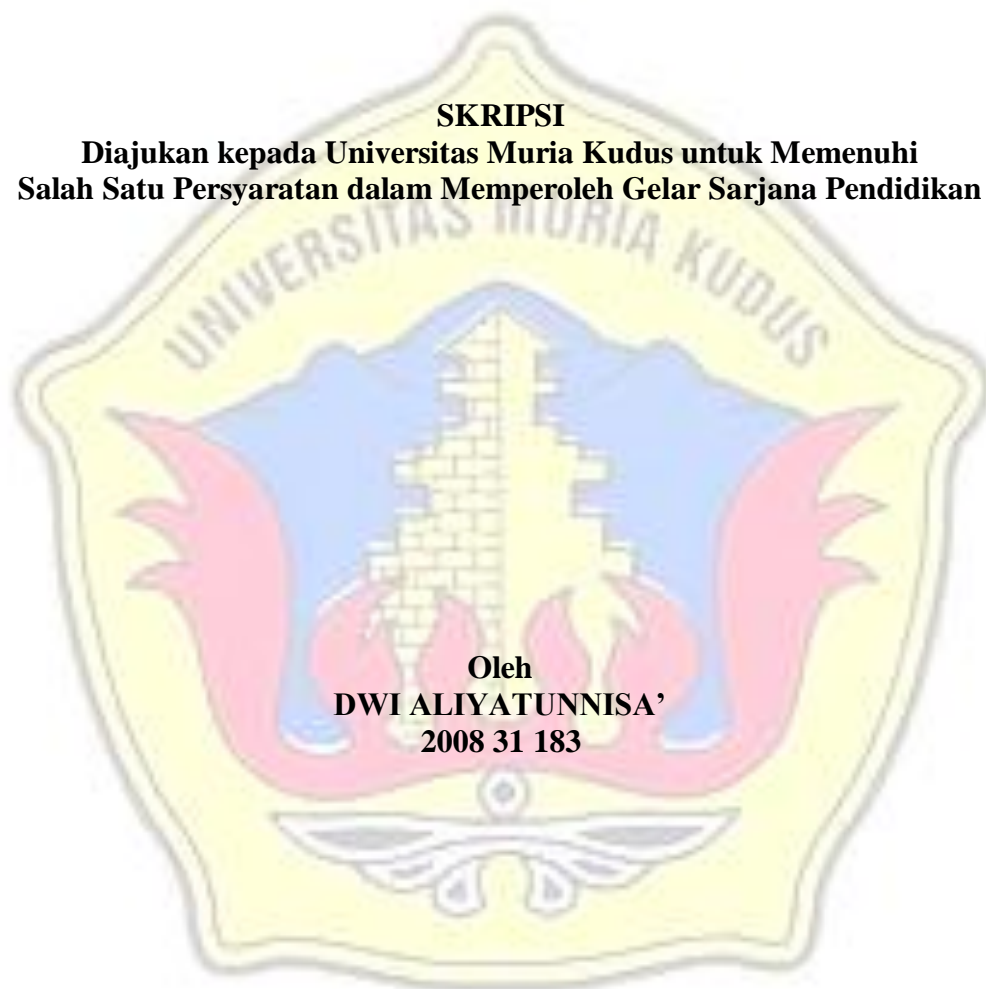 SKRIPSI
Diajukan kepada Universitas Muria Kudus untuk Memenuhi
Salah Satu Persyaratan dalam Memperoleh Gelar Sarjana Pendidikan
UNIVERSITAS MURIA KUDUS
Oleh
DWI ALIYATUNNISA’
2008 31 183